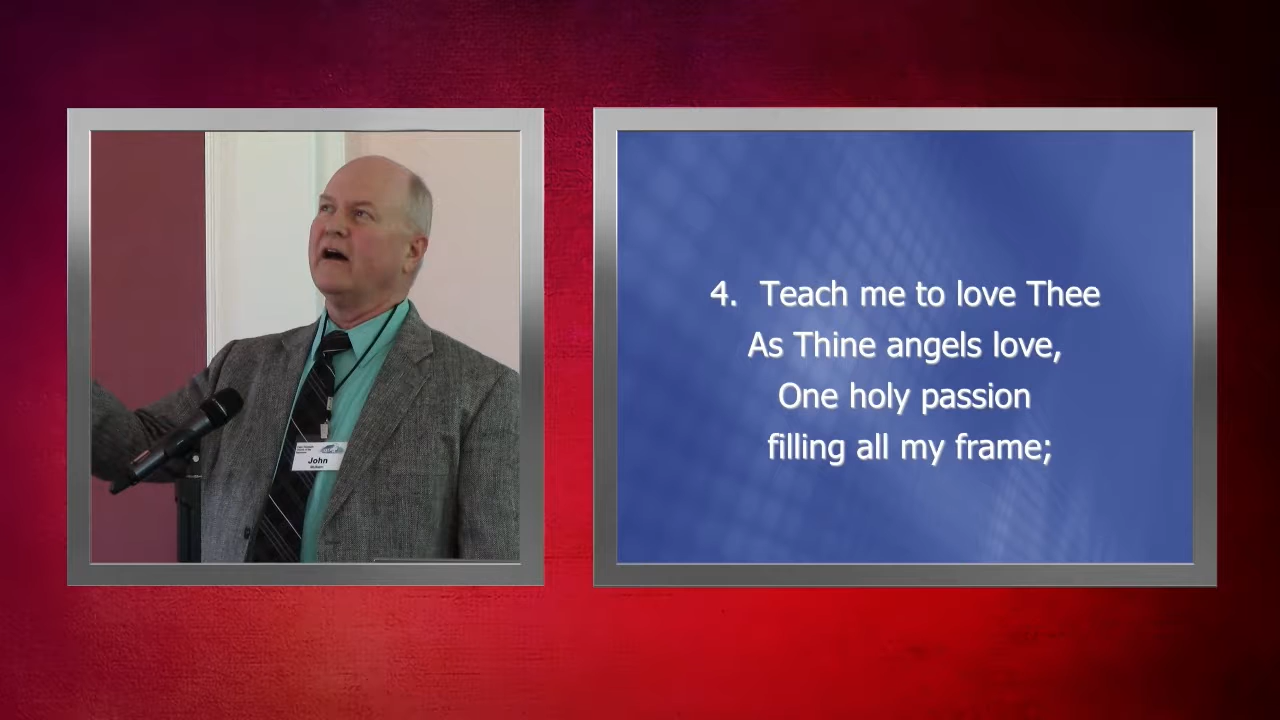 John
4. Teach me to love Thee
As Thine angels love,
One holy passion
filling all my frame;